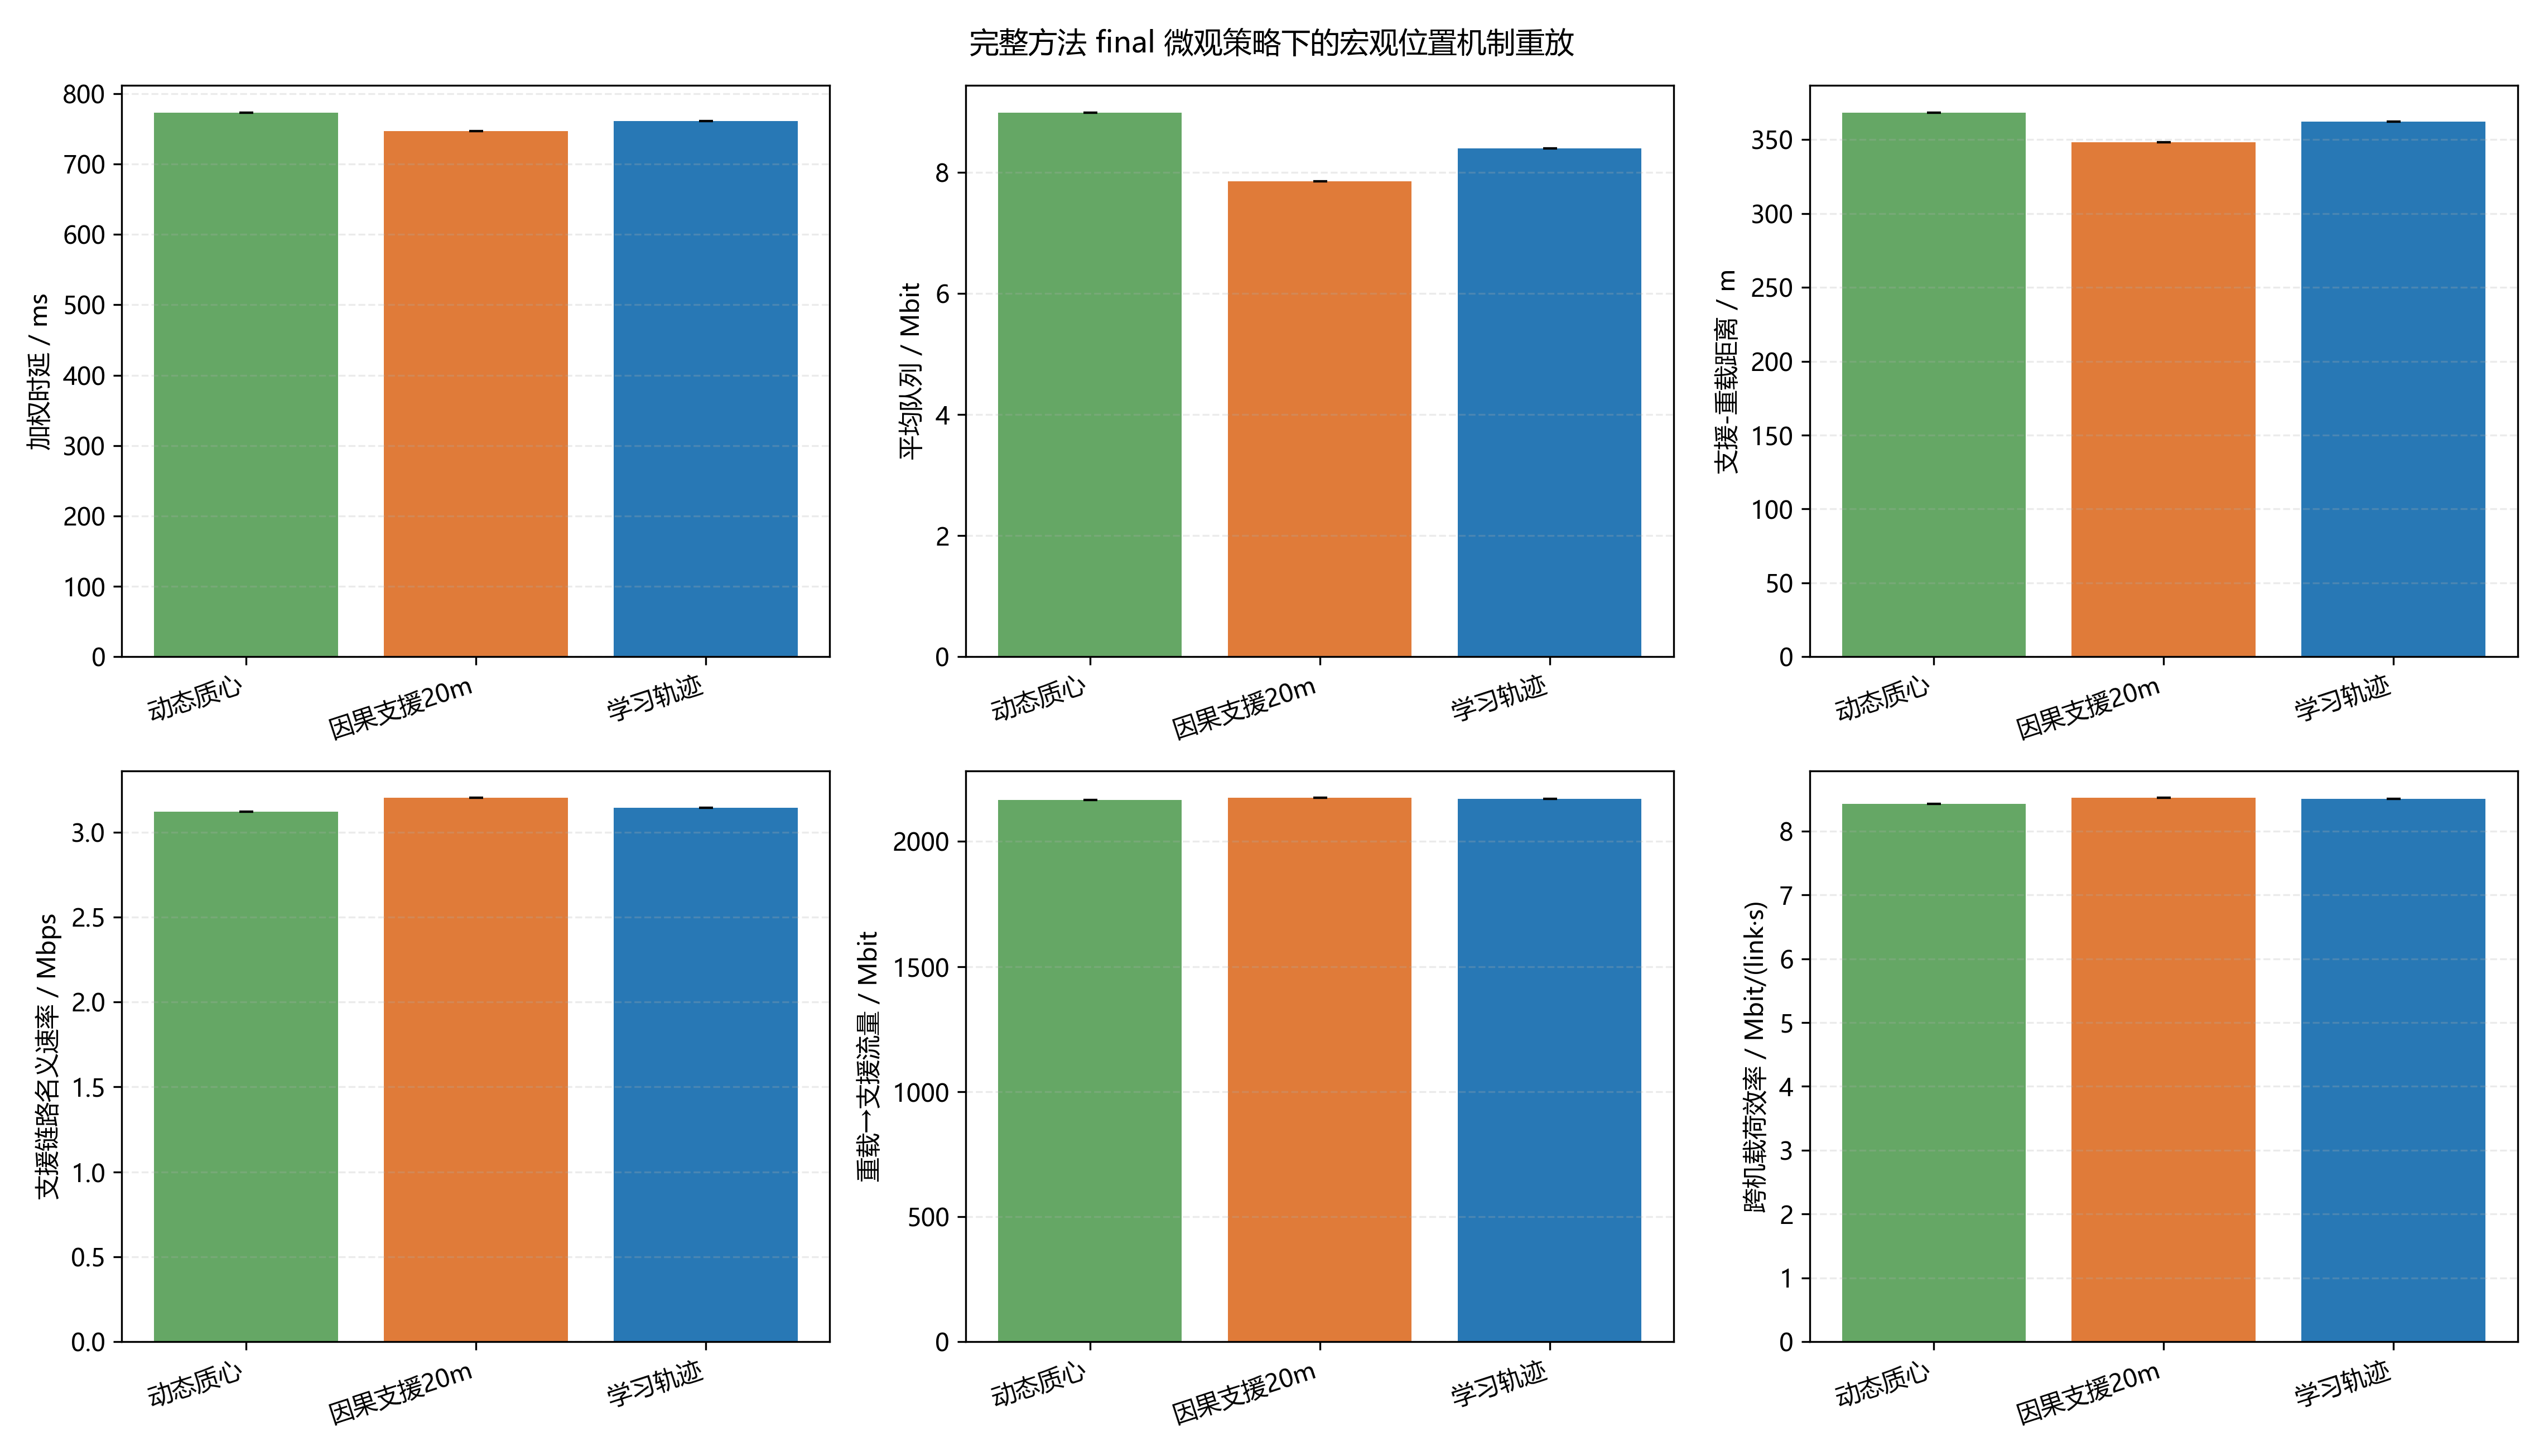 完整方法 final 微观策略下的宏观位置机制重放
加权时延 / ms
800
700
600
500
400
300
200
100
0
动态质心
因果支援20m
学习轨迹
平均队列 / Mbit
8
6
4
2
0
动态质心
因果支援20m
学习轨迹
支援-重载距离 / m
350
300
250
200
150
100
50
0
动态质心
因果支援20m
学习轨迹
支援链路名义速率 / Mbps
3.0
2.5
2.0
1.5
1.0
0.5
0.0
动态质心
因果支援20m
学习轨迹
重载→支援流量 / Mbit
2000
1500
1000
500
0
动态质心
因果支援20m
学习轨迹
跨机载荷效率 / Mbit/(link·s)
8
7
6
5
4
3
2
1
0
动态质心
因果支援20m
学习轨迹